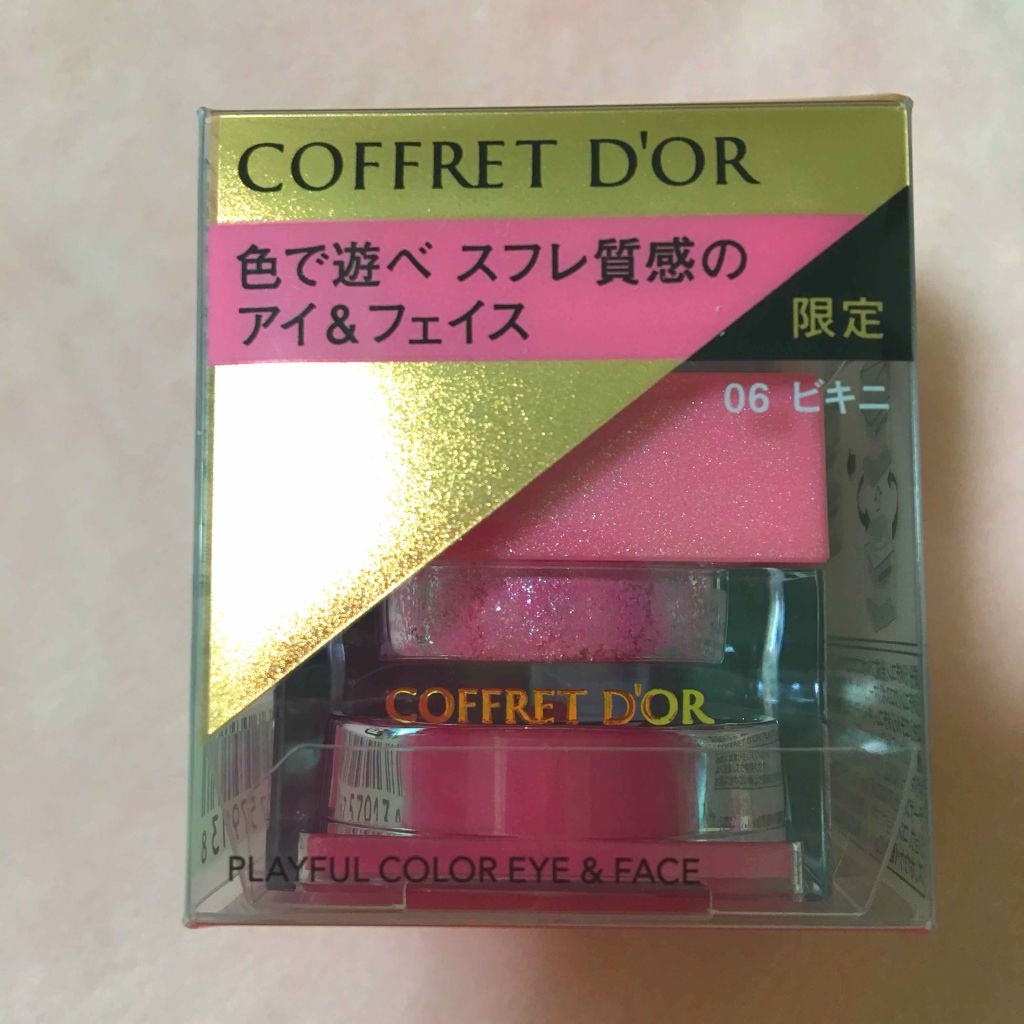 COFFRET D'OR
色で遊べ スフレ質感の
アイ&フェイス
限定
06 ビキニ
COFFRET D'OR
PLAYFUL COLOR EYE & FACE